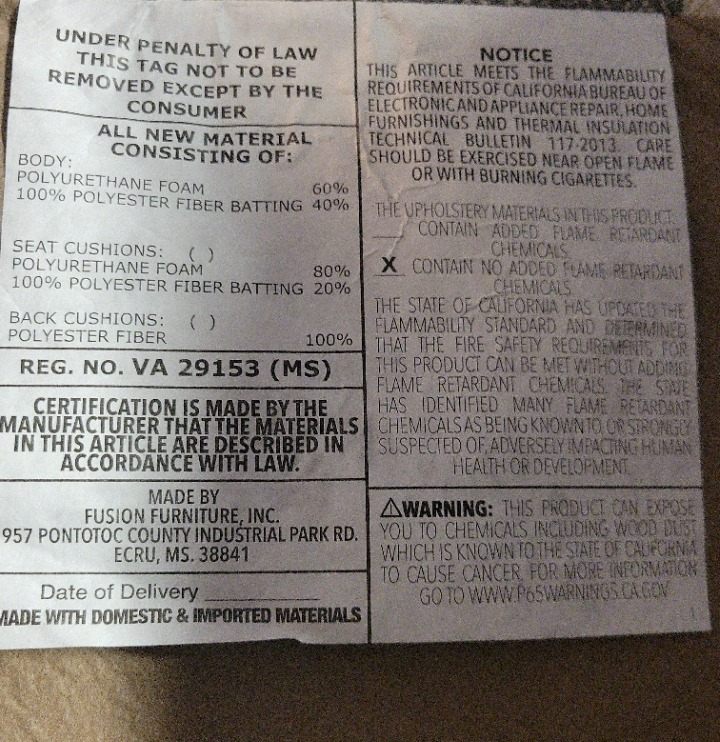 UNDER PENALTY OF LAW
THIS TAG NOT TO BE
REMOVED EXCEPT BY THE
CONSUMER
ALL NEW MATERIAL
CONSISTING OF:
BODY:
POLYURETHANE FOAM 60%
100% POLYESTER FIBER BATTING 40%
SEAT CUSHIONS: ( )
POLYURETHANE FOAM 80%
100% POLYESTER FIBER BATTING 20%
BACK CUSHIONS: ( )
POLYESTER FIBER 100%
REG. NO. VA 29153 (MS)
CERTIFICATION IS MADE BY THE
MANUFACTURER THAT THE MATERIALS
IN THIS ARTICLE ARE DESCRIBED IN
ACCORDANCE WITH LAW.
MADE BY
FUSION FURNITURE, INC.
957 PONTOTOC COUNTY INDUSTRIAL PARK RD.
ECRU, MS. 38841
Date of Delivery ___________
MADE WITH DOMESTIC & IMPORTED MATERIALS
NOTICE
THIS ARTICLE MEETS THE FLAMMABILITY
REQUIREMENTS OF CALIFORNIA BUREAU OF
ELECTRONIC AND APPLIANCE REPAIR, HOME
FURNISHINGS AND THERMAL INSULATION
TECHNICAL BULLETIN 117-2013. CARE
SHOULD BE EXERCISED NEAR OPEN FLAME
OR WITH BURNING CIGARETTES.
THE UPHOLSTERY MATERIALS IN THIS PRODUCT:
___ CONTAIN ADDED FLAME RETARDANT
CHEMICALS
X CONTAIN NO ADDED FLAME RETARDANT
CHEMICALS
THE STATE OF CALIFORNIA HAS UPDATED THE
FLAMMABILITY STANDARD AND DETERMINED
THAT THE FIRE SAFETY REQUIREMENTS FOR
THIS PRODUCT CAN BE MET WITHOUT ADDING
FLAME RETARDANT CHEMICALS. THE STATE
HAS IDENTIFIED MANY FLAME RETARDANT
CHEMICALS AS BEING KNOWN TO, OR STRONGLY
SUSPECTED OF, ADVERSELY IMPACTING HUMAN
HEALTH OR DEVELOPMENT.
⚠WARNING: THIS PRODUCT CAN EXPOSE
YOU TO CHEMICALS INCLUDING WOOD DUST
WHICH IS KNOWN TO THE STATE OF CALIFORNIA
TO CAUSE CANCER. FOR MORE INFORMATION
GO TO WWW.P65WARNINGS.CA.GOV